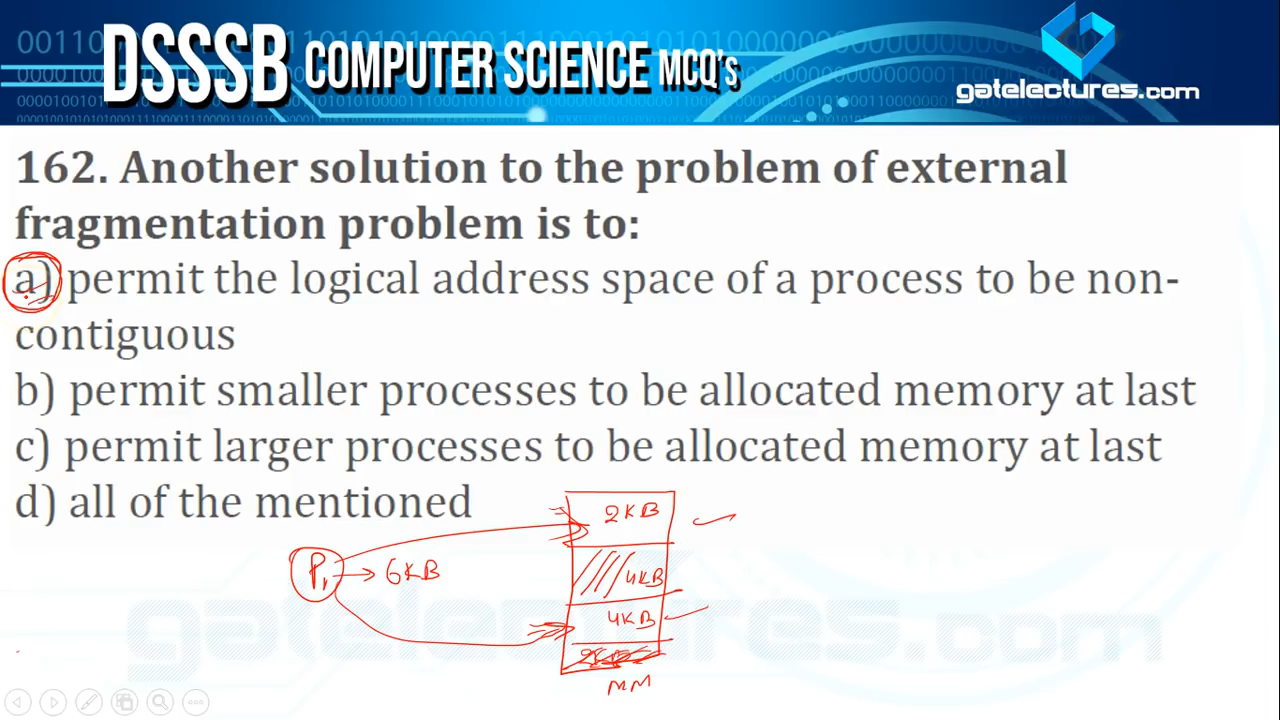 DSSSB COMPUTER SCIENCE MCQ's
gatelectures.com
162. Another solution to the problem of external
fragmentation problem is to:
a) permit the logical address space of a process to be non-
contiguous
b) permit smaller processes to be allocated memory at last
c) permit larger processes to be allocated memory at last
d) all of the mentioned
2KB
P1 → 6KB
4KB
4KB
MM
gatelectures.com